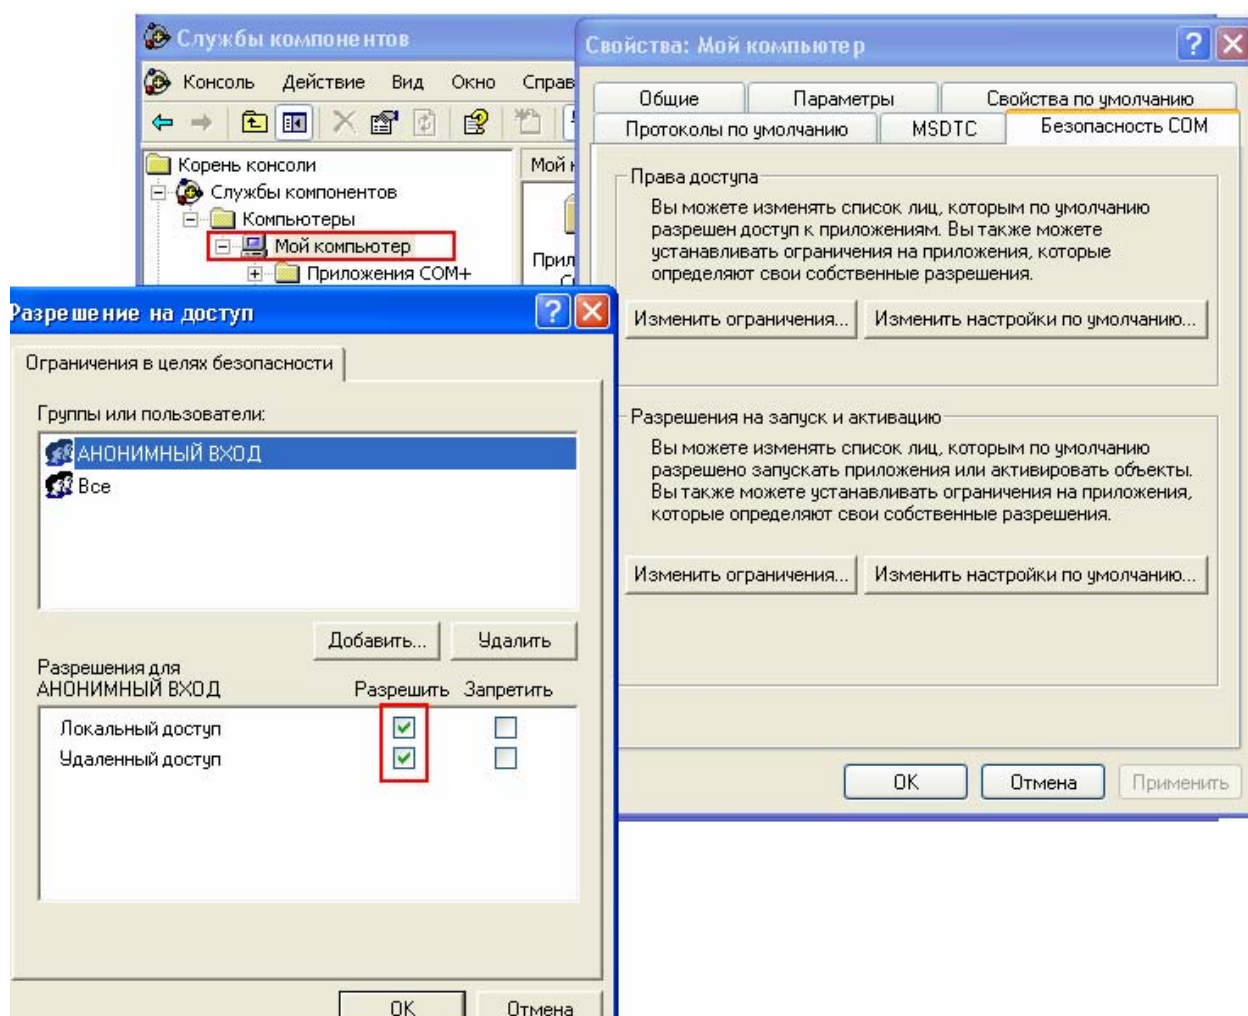 Службы компонентов
Консоль Действие Вид Окно Справ
Корень консоли
Службы компонентов
Компьютеры
Мой компьютер
Приложения COM+
Мой
Прил
Свойства: Мой компьютер
Общие Параметры Свойства по умолчанию
Протоколы по умолчанию MSDTC Безопасность COM
Права доступа
Вы можете изменять список лиц, которым по умолчанию
разрешен доступ к приложениям. Вы также можете
устанавливать ограничения на приложения, которые
определяют свои собственные разрешения.
Изменить ограничения... Изменить настройки по умолчанию...
Разрешения на запуск и активацию
Вы можете изменять список лиц, которым по умолчанию
разрешено запускать приложения или активировать объекты.
Вы также можете устанавливать ограничения на приложения,
которые определяют свои собственные разрешения.
Изменить ограничения... Изменить настройки по умолчанию...
OK Отмена Применить
Разрешение на доступ
Ограничения в целях безопасности
Группы или пользователи:
АНОНИМНЫЙ ВХОД
Все
Добавить... Удалить
Разрешения для
АНОНИМНЫЙ ВХОД Разрешить Запретить
Локальный доступ
Удаленный доступ
OK Отмена